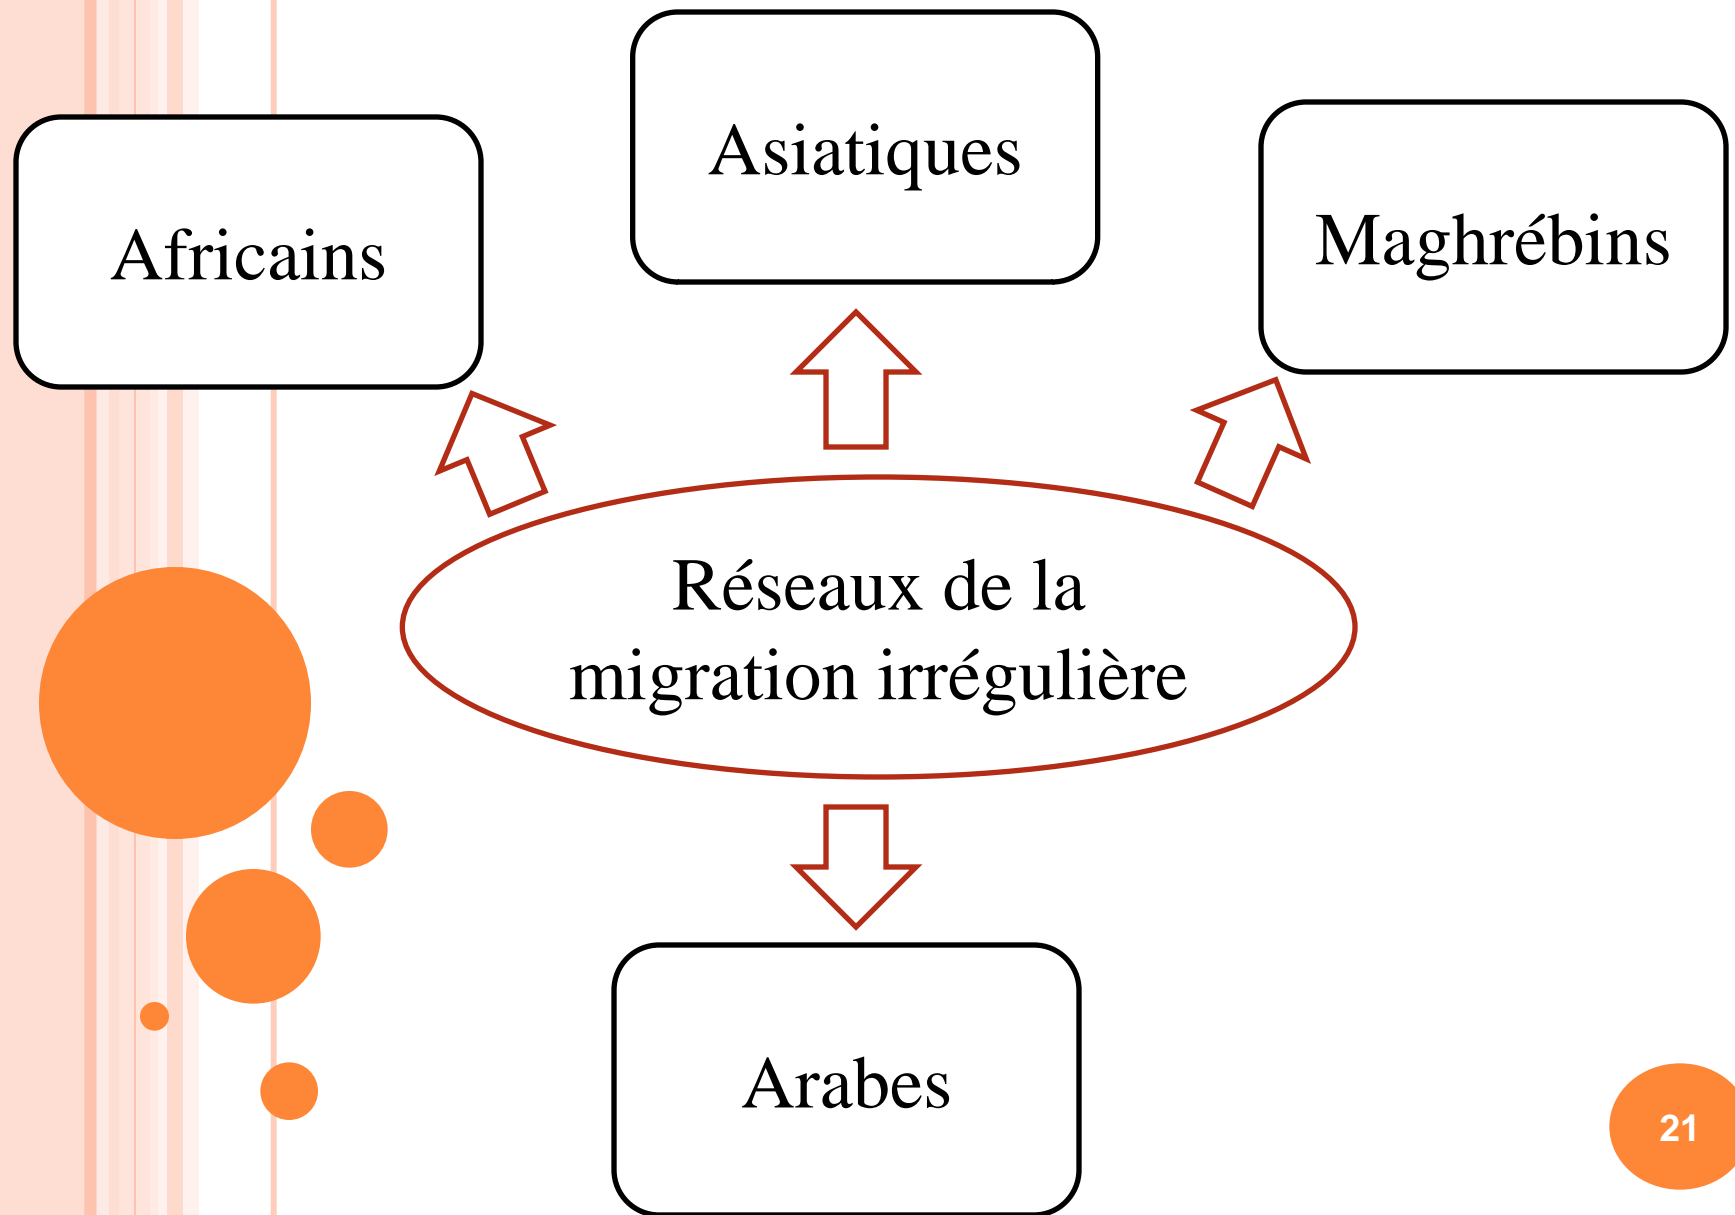 Asiatiques
Africains
Maghrébins
Réseaux de la
migration irrégulière
Arabes
21